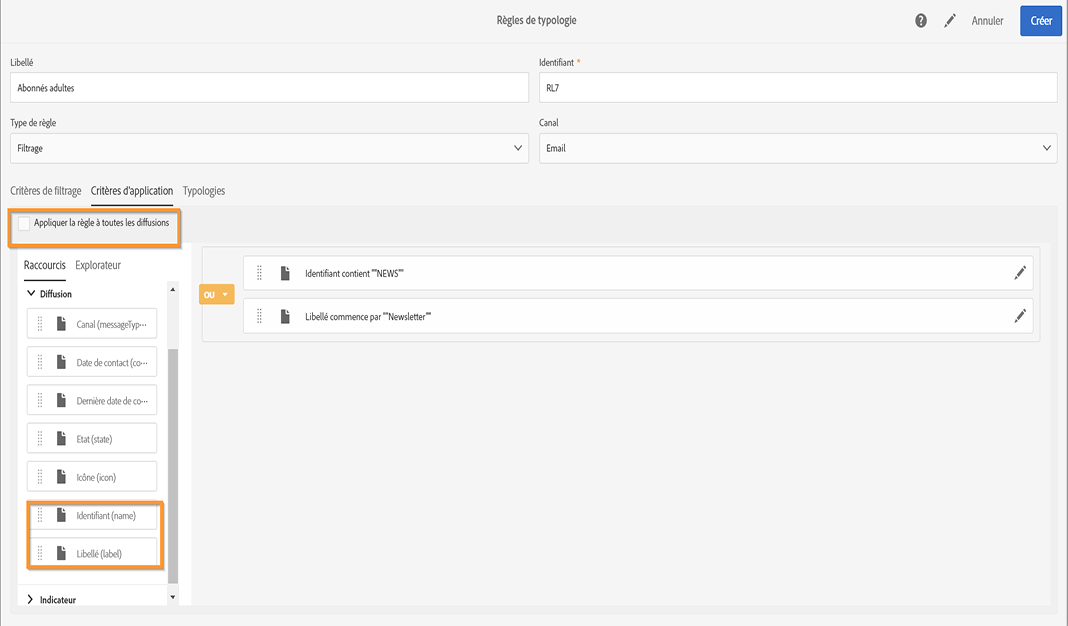 Règles de typologie
Annuler
Créer
Libellé
Identifiant *
Abonnés adultes
RL7
Type de règle
Canal
Filtrage
Email
Critères de filtrage Critères d'application Typologies
Appliquer la règle à toutes les diffusions
Raccourcis Explorateur
Diffusion
Canal (messageTyp···
Date de contact (co···
Dernière date de co···
Etat (state)
Icône (icon)
Identifiant (name)
Libellé (label)
Indicateur
OU
Identifiant contient ""NEWS""
Libellé commence par ""Newsletter""